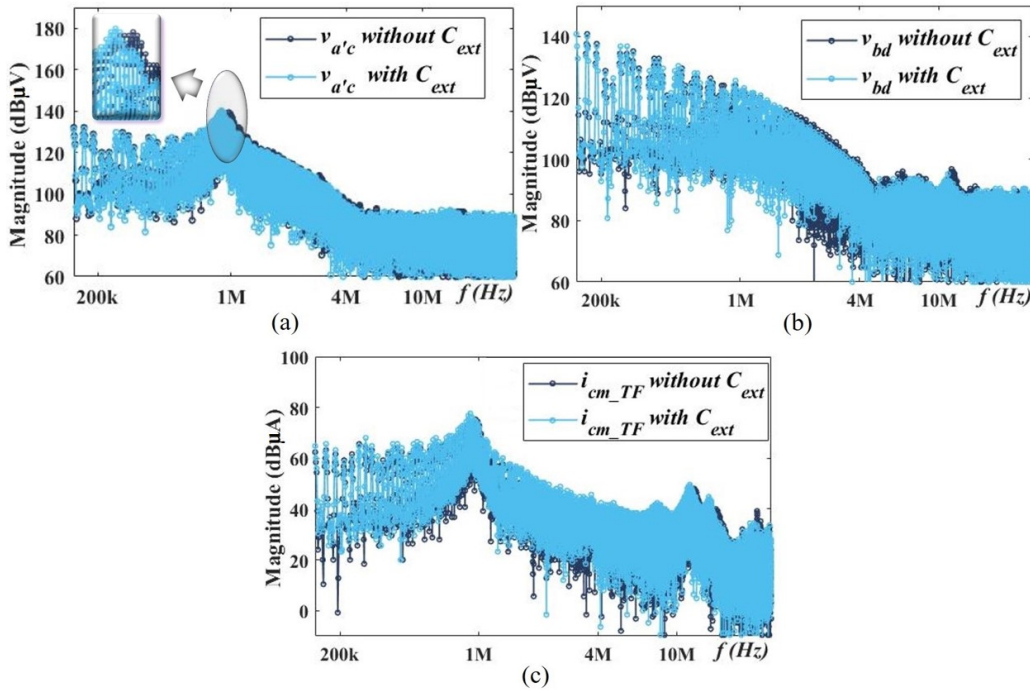 180
160
140
120
100
80
60
Magnitude (dBμV)
v_a'c without C_ext
v_a'c with C_ext
200k 1M 4M 10M f (Hz)
(a)
140
120
100
80
60
Magnitude (dBμV)
v_bd without C_ext
v_bd with C_ext
200k 1M 4M 10M f (Hz)
(b)
100
80
60
40
20
0
Magnitude (dBμA)
i_cm_TF without C_ext
i_cm_TF with C_ext
200k 1M 4M 10M f (Hz)
(c)